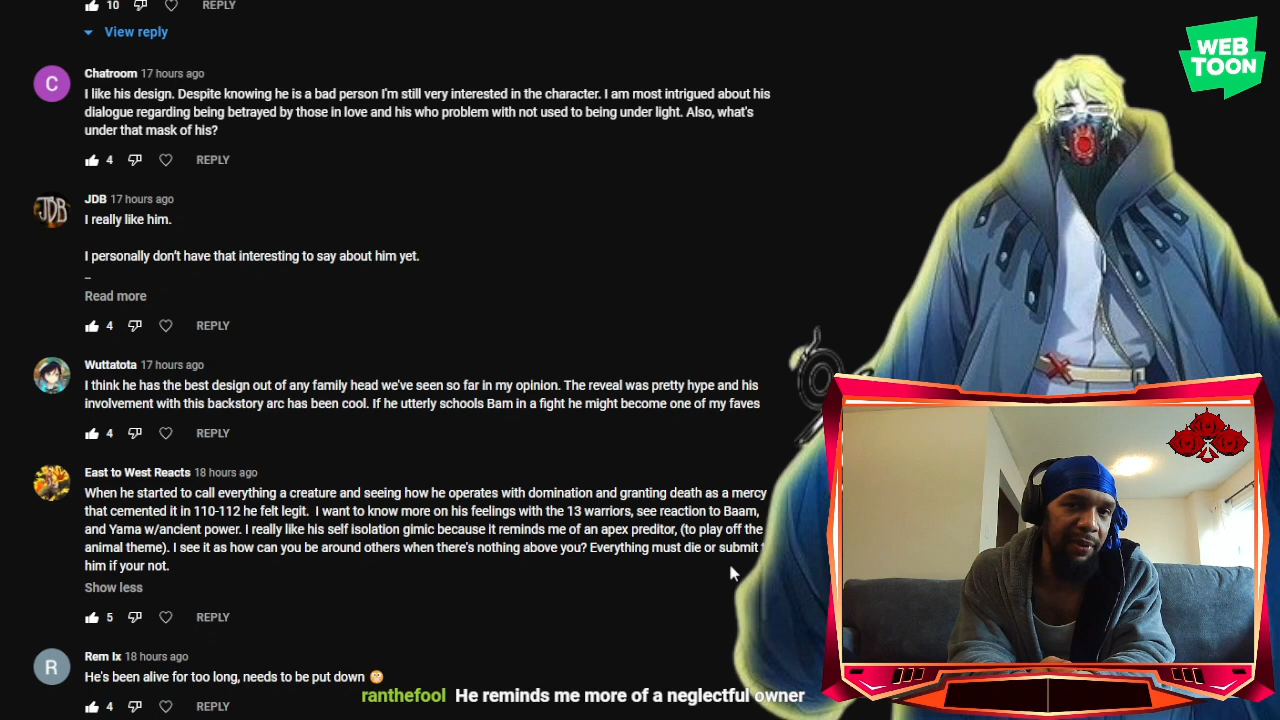 10 REPLY
View reply
WEB
TOON
C
Chatroom 17 hours ago
I like his design. Despite knowing he is a bad person I'm still very interested in the character. I am most intrigued about his
dialogue regarding being betrayed by those in love and his who problem with not used to being under light. Also, what's
under that mask of his?
4 REPLY
JDB
JDB 17 hours ago
I really like him.
I personally don't have that interesting to say about him yet.
_
Read more
4 REPLY
Wuttatota 17 hours ago
I think he has the best design out of any family head we've seen so far in my opinion. The reveal was pretty hype and his
involvement with this backstory arc has been cool. If he utterly schools Bam in a fight he might become one of my faves
4 REPLY
East to West Reacts 18 hours ago
When he started to call everything a creature and seeing how he operates with domination and granting death as a mercy
that cemented it in 110-112 he felt legit. I want to know more on his feelings with the 13 warriors, see reaction to Baam,
and Yama w/ancient power. I really like his self isolation gimic because it reminds me of an apex preditor, (to play off the
animal theme). I see it as how can you be around others when there's nothing above you? Everything must die or submit
him if your not.
Show less
5 REPLY
R
Rem Ix 18 hours ago
He's been alive for too long, needs to be put down
ranthefool He reminds me more of a neglectful owner
4 REPLY